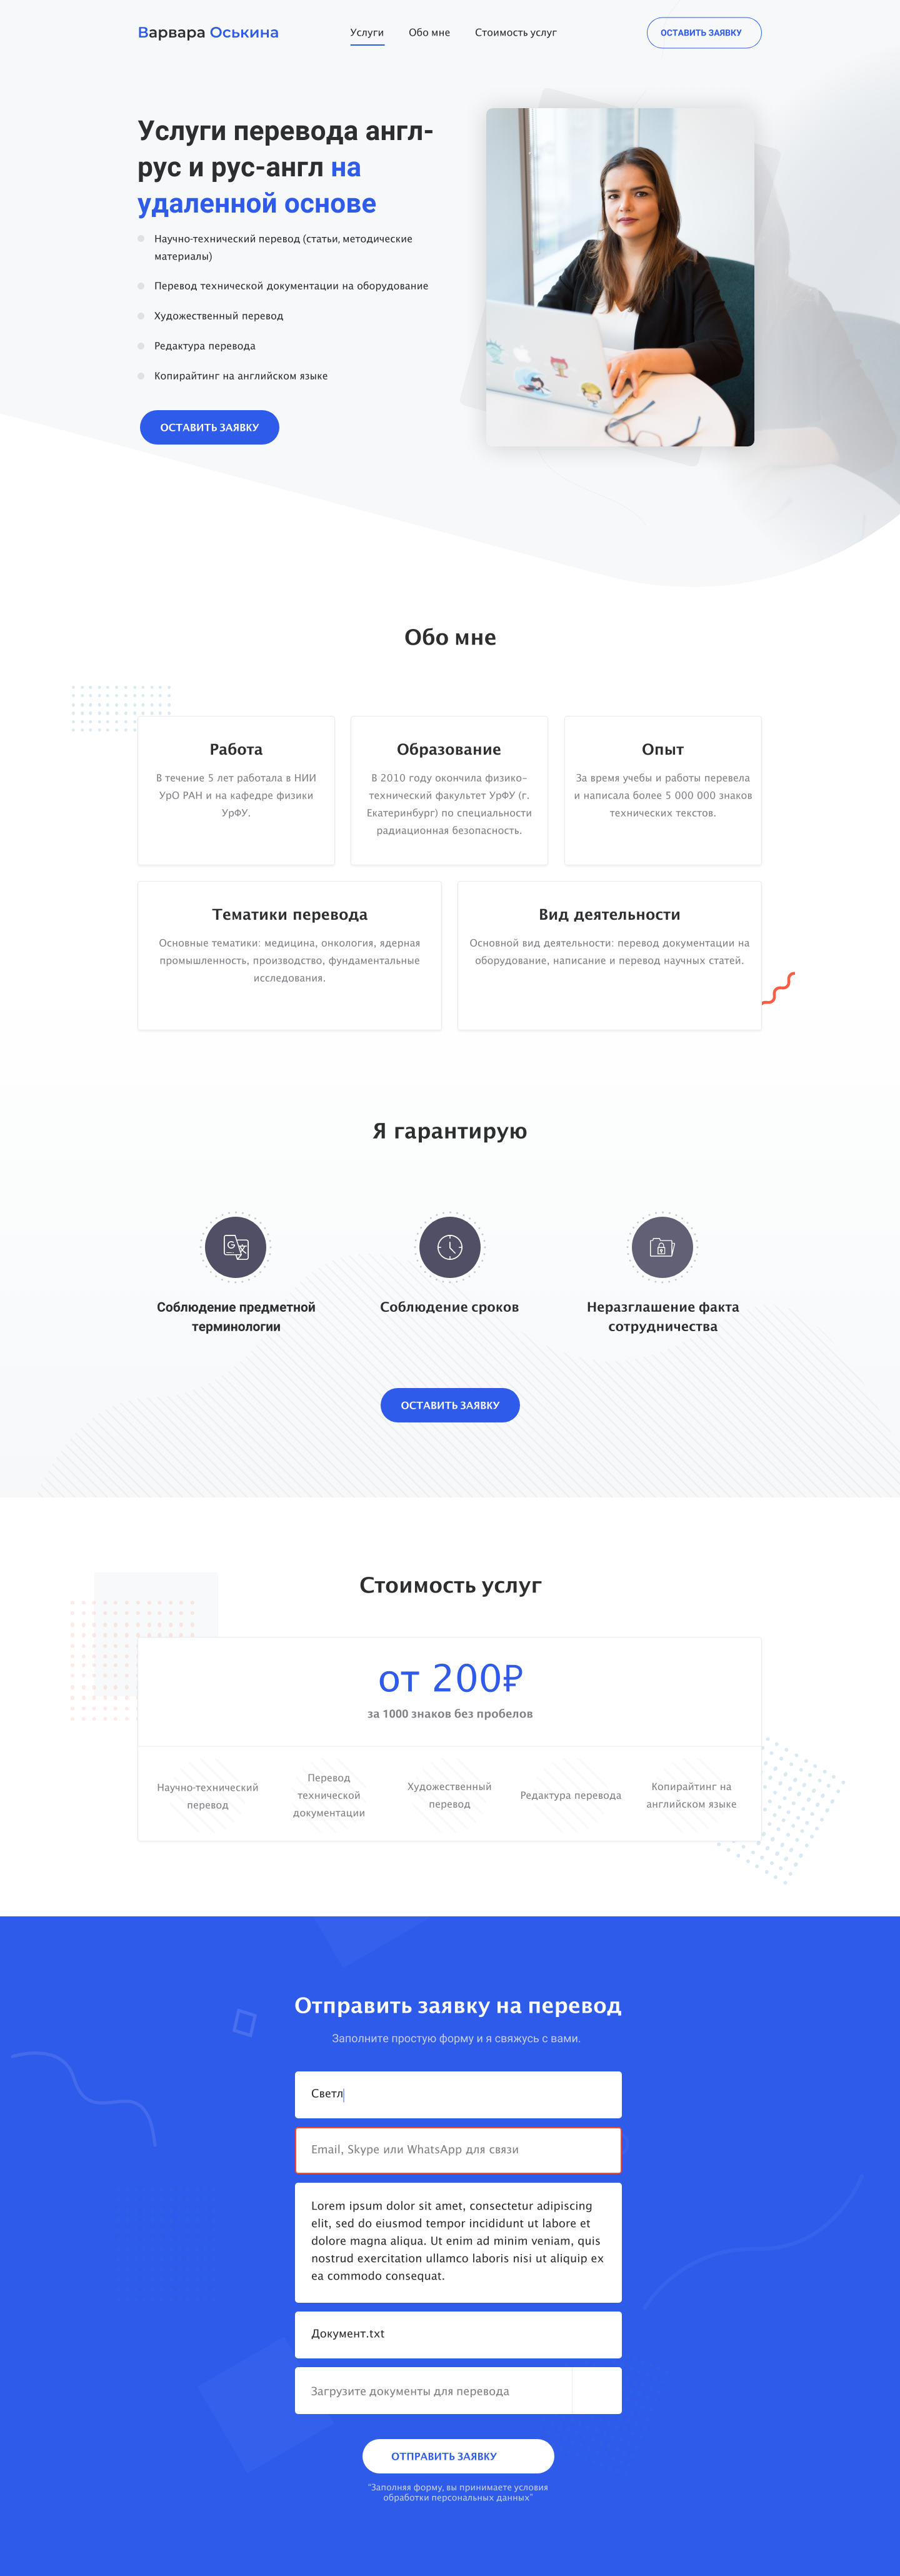 Варвара Оськина
Услуги
Обо мне
Стоимость услуг
ОСТАВИТЬ ЗАЯВКУ
Услуги перевода англ-
рус и рус-англ на
удаленной основе
Научно-технический перевод (статьи, методические
материалы)
Перевод технической документации на оборудование
Художественный перевод
Редактура перевода
Копирайтинг на английском языке
ОСТАВИТЬ ЗАЯВКУ
Обо мне
Работа
В течение 5 лет работала в НИИ
УрО РАН и на кафедре физики
УрФУ.
Образование
В 2010 году окончила физико-
технический факультет УрФУ (г.
Екатеринбург) по специальности
радиационная безопасность.
Опыт
За время учебы и работы перевела
и написала более 5 000 000 знаков
технических текстов.
Тематики перевода
Основные тематики: медицина, онкология, ядерная
промышленность, производство, фундаментальные
исследования.
Вид деятельности
Основной вид деятельности: перевод документации на
оборудование, написание и перевод научных статей.
Я гарантирую
Соблюдение предметной
терминологии
Соблюдение сроков
Неразглашение факта
сотрудничества
ОСТАВИТЬ ЗАЯВКУ
Стоимость услуг
от 200₽
за 1000 знаков без пробелов
Научно-технический
перевод
Перевод
технической
документации
Художественный
перевод
Редактура перевода
Копирайтинг на
английском языке
Отправить заявку на перевод
Заполните простую форму и я свяжусь с вами.
Светл
Email, Skype или WhatsApp для связи
Lorem ipsum dolor sit amet, consectetur adipiscing
elit, sed do eiusmod tempor incididunt ut labore et
dolore magna aliqua. Ut enim ad minim veniam, quis
nostrud exercitation ullamco laboris nisi ut aliquip ex
ea commodo consequat.
Документ.txt
Загрузите документы для перевода
ОТПРАВИТЬ ЗАЯВКУ
"Заполняя форму, вы принимаете условия
обработки персональных данных"